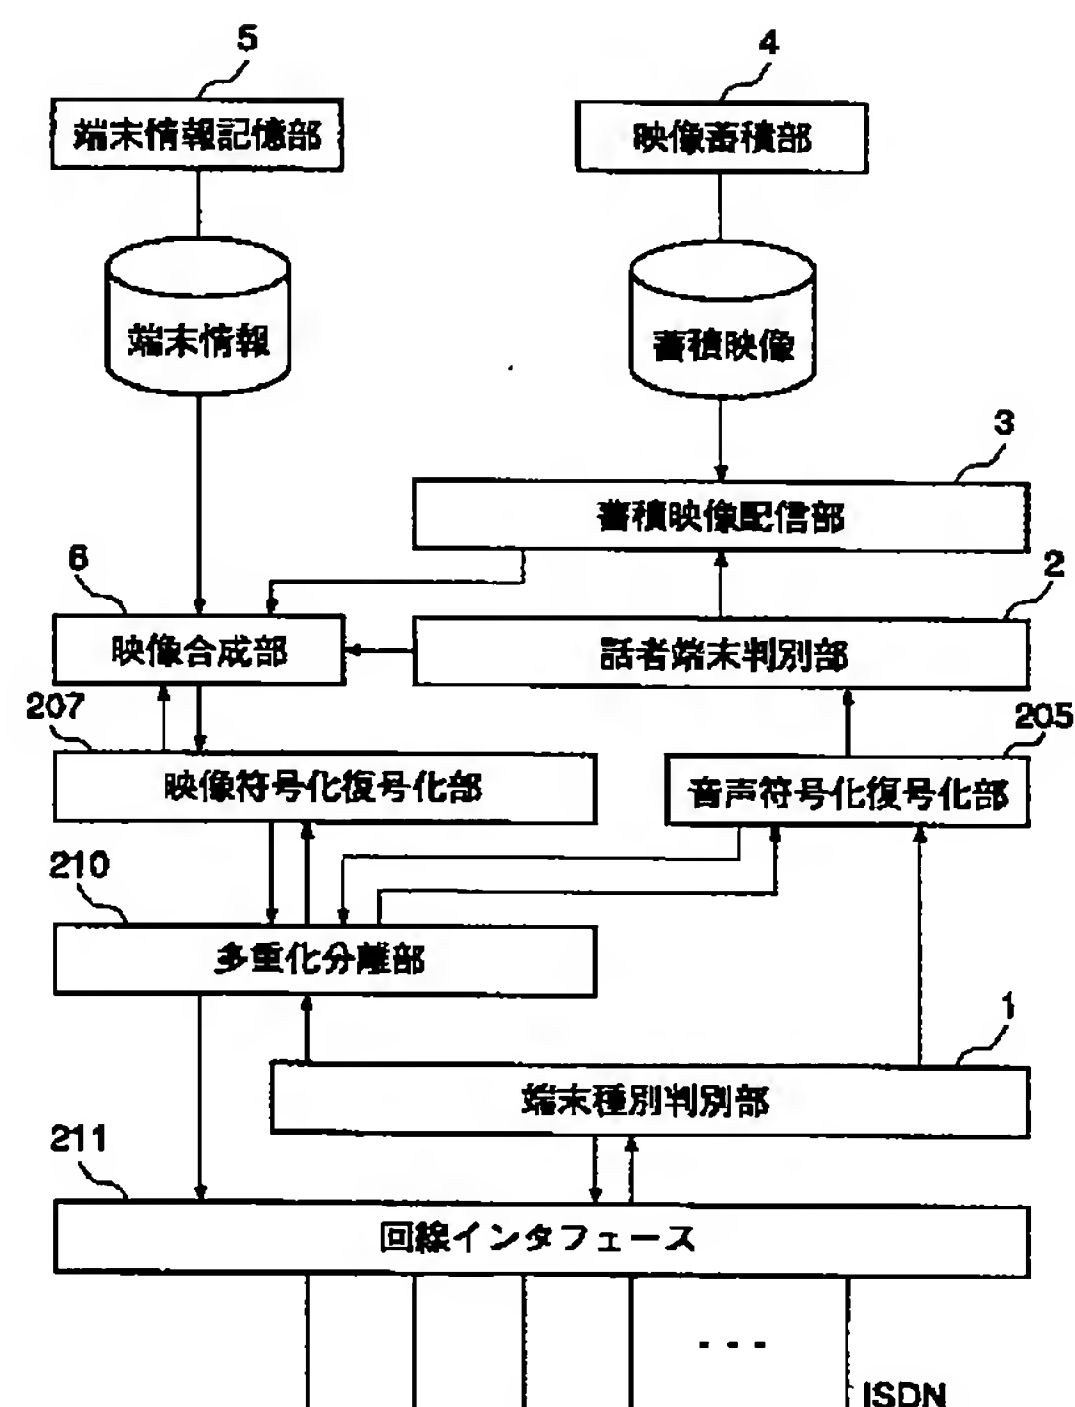 5
4
端末情報記憶部
映像蓄積部
端末情報
蓄積映像
3
蓄積映像配信部
6
2
映像合成部
話者端末判別部
207
205
映像符号化復号化部
音声符号化復号化部
210
多重化分離部
1
端末種別判別部
211
回線インタフェース
...
ISDN